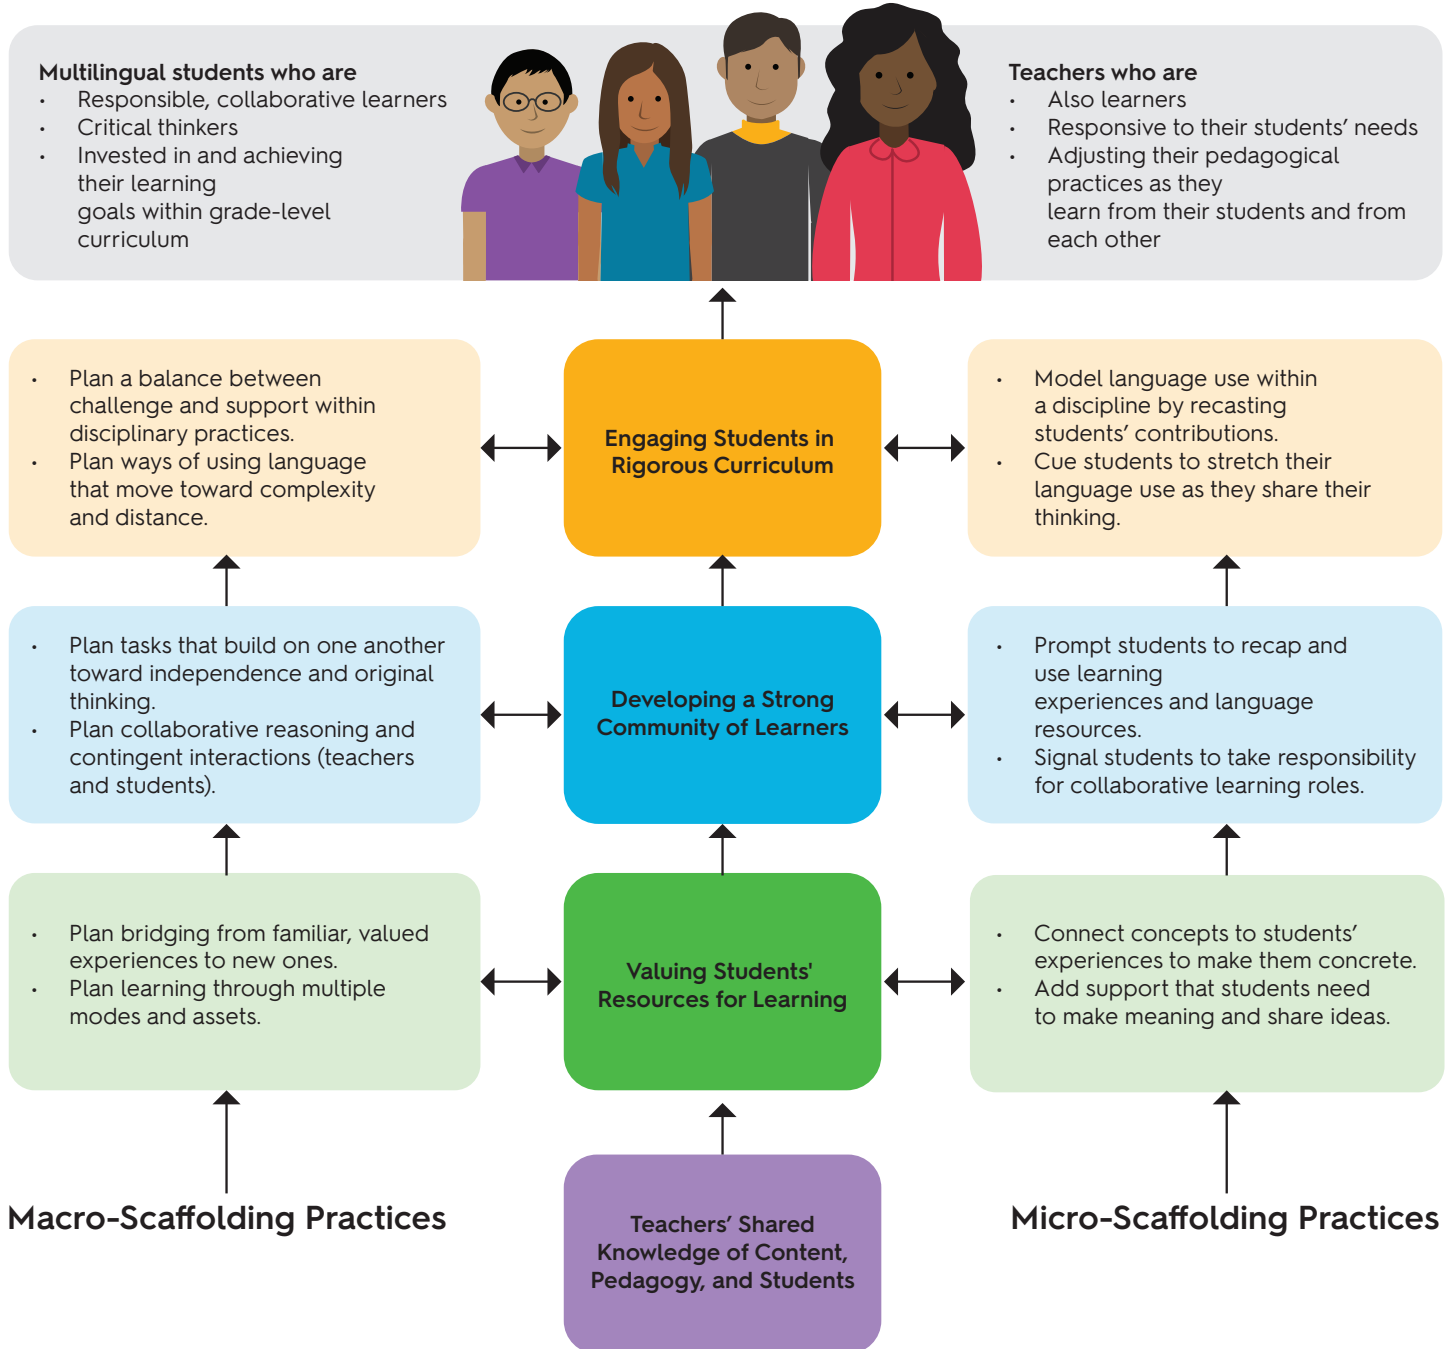 Multilingual students who are
• Responsible, collaborative learners
• Critical thinkers
• Invested in and achieving
their learning
goals within grade-level
curriculum
Teachers who are
• Also learners
• Responsive to their students’ needs
• Adjusting their pedagogical
practices as they
learn from their students and from
each other
• Plan a balance between
challenge and support within
disciplinary practices.
• Plan ways of using language
that move toward complexity
and distance.
Engaging Students in
Rigorous Curriculum
• Model language use within
a discipline by recasting
students’ contributions.
• Cue students to stretch their
language use as they share their
thinking.
• Plan tasks that build on one another
toward independence and original
thinking.
• Plan collaborative reasoning and
contingent interactions (teachers
and students).
Developing a Strong
Community of Learners
• Prompt students to recap and
use learning
experiences and language
resources.
• Signal students to take responsibility
for collaborative learning roles.
• Plan bridging from familiar, valued
experiences to new ones.
• Plan learning through multiple
modes and assets.
Valuing Students'
Resources for Learning
• Connect concepts to students’
experiences to make them concrete.
• Add support that students need
to make meaning and share ideas.
Macro-Scaffolding Practices
Teachers’ Shared
Knowledge of Content,
Pedagogy, and Students
Micro-Scaffolding Practices